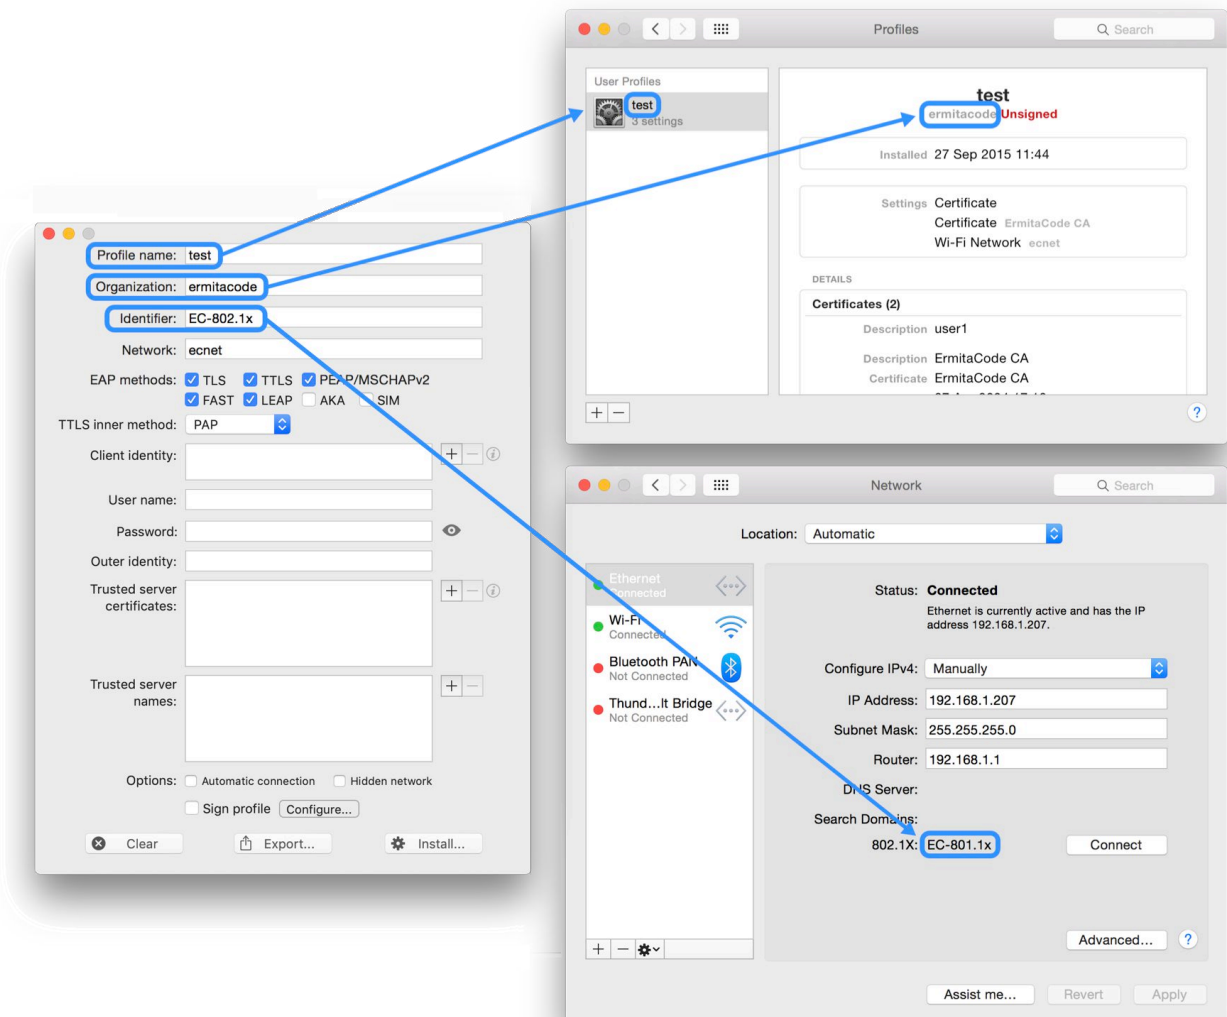 Profiles
Search
User Profiles
test
3 settings
test
ermitacode Unsigned
Installed 27 Sep 2015 11:44
Settings Certificate
Certificate ErmitaCode CA
Wi-Fi Network ecnet
DETAILS
Certificates (2)
Description user1
Description ErmitaCode CA
Certificate ErmitaCode CA
Profile name: test
Organization: ermitacode
Identifier: EC-802.1x
Network: ecnet
EAP methods: TLS TTLS PEAP/MSCHAPv2
FAST LEAP AKA SIM
TTLS inner method: PAP
Client identity:
User name:
Password:
Outer identity:
Trusted server
certificates:
Trusted server
names:
Options: Automatic connection Hidden network
Sign profile Configure...
Clear Export... Install...
Network
Search
Location: Automatic
Ethernet
Connected
Wi-Fi
Connected
Bluetooth PAN
Not Connected
Thund...lt Bridge
Not Connected
Status: Connected
Ethernet is currently active and has the IP
address 192.168.1.207.
Configure IPv4: Manually
IP Address: 192.168.1.207
Subnet Mask: 255.255.255.0
Router: 192.168.1.1
DNS Server:
Search Domains:
802.1X: EC-801.1x Connect
Advanced... ?
Assist me... Revert Apply